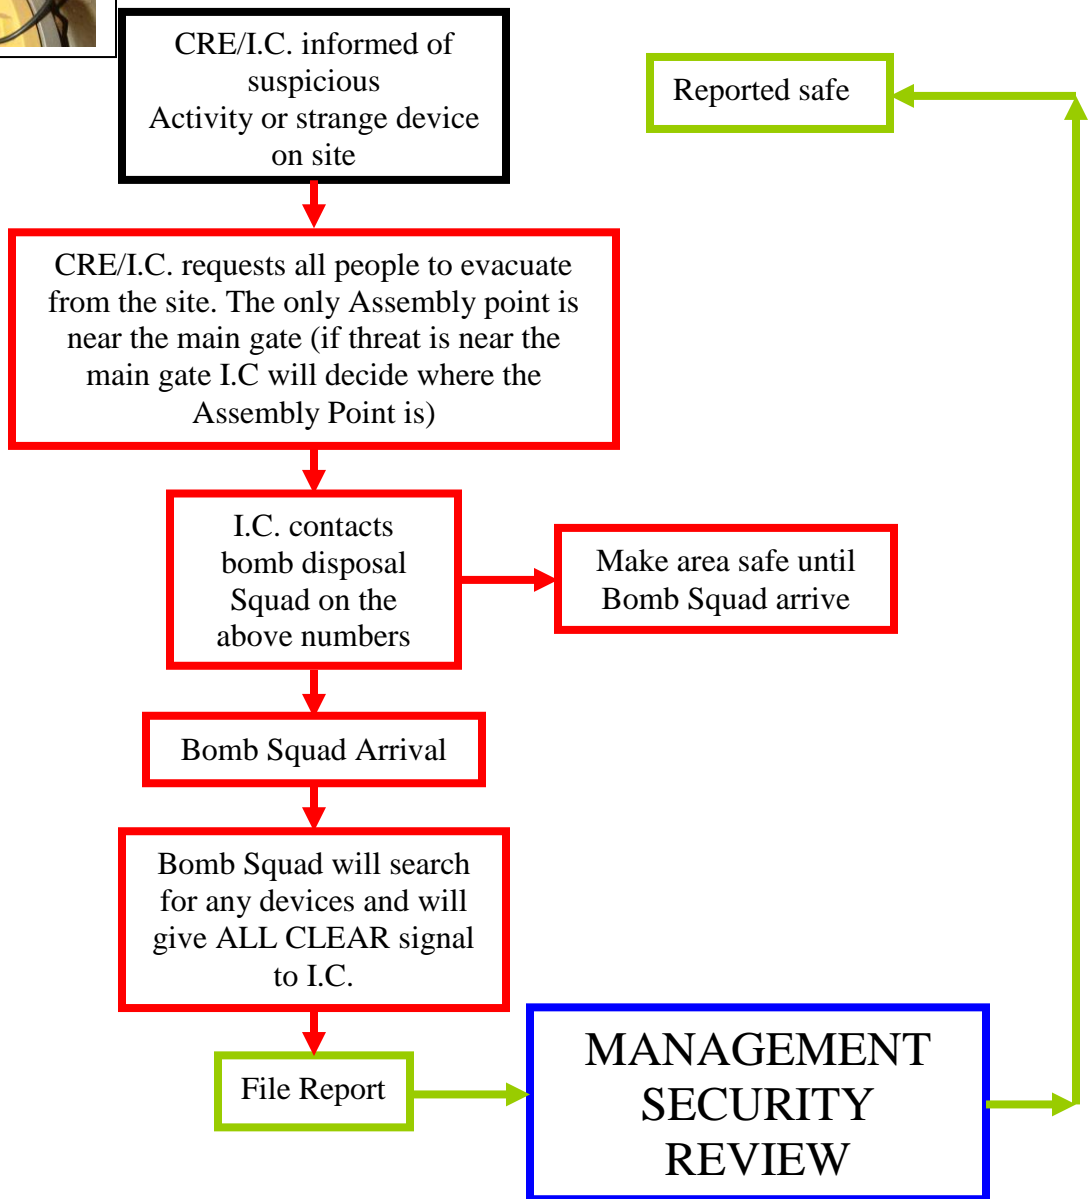 CRE/I.C. informed of
suspicious
Activity or strange device
on site
Reported safe
CRE/I.C. requests all people to evacuate
from the site. The only Assembly point is
near the main gate (if threat is near the
main gate I.C will decide where the
Assembly Point is)
I.C. contacts
bomb disposal
Squad on the
above numbers
Make area safe until
Bomb Squad arrive
Bomb Squad Arrival
Bomb Squad will search
for any devices and will
give ALL CLEAR signal
to I.C.
File Report
MANAGEMENT
SECURITY
REVIEW